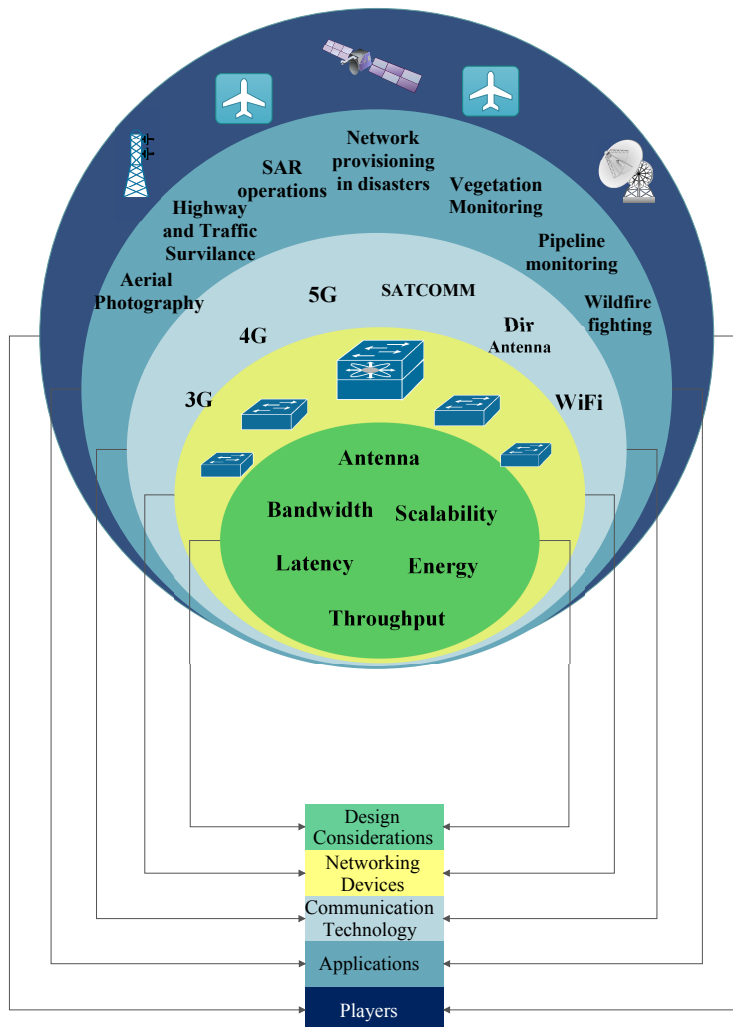 Network
provisioning
in disasters
SAR
operations
Vegetation
Monitoring
Highway
and Traffic
Survilance
Pipeline
monitoring
Aerial
Photography
Wildfire
fighting
5G
SATCOMM
4G
Dir
Antenna
3G
WiFi
Antenna
Bandwidth
Scalability
Latency
Energy
Throughput
Design
Considerations
Networking
Devices
Communication
Technology
Applications
Players